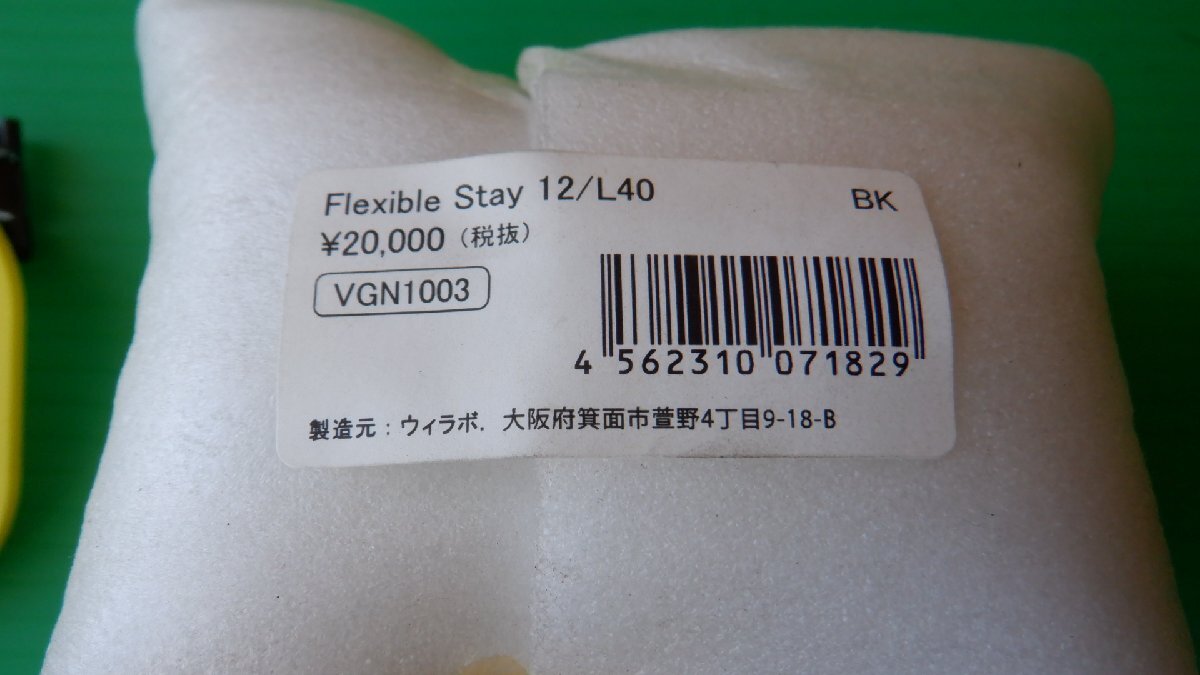 Flexible Stay 12/L40 BK
¥20,000 (税抜)
VGN1003
4 562310 071829
製造元：ウィラボ. 大阪府箕面市萱野4丁目9-18-B